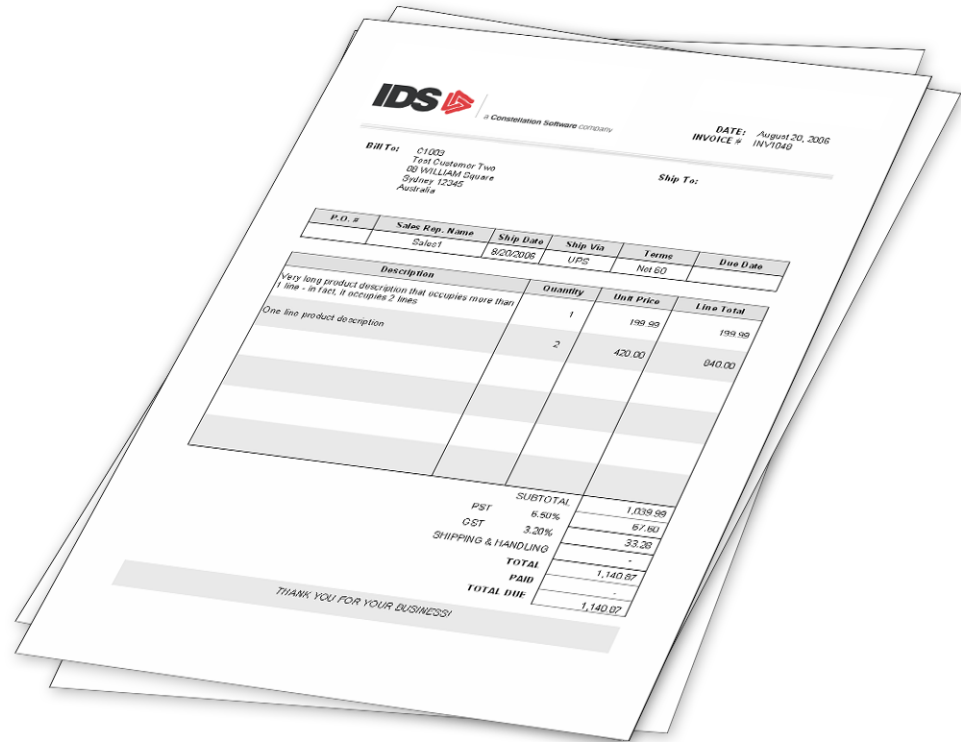 IDS
a Constellation Software company
DATE: August 20, 2006
INVOICE # INV1040
Bill To: C1003
Test Customer Two
08 WILLIAM Square
Sydney 12345
Australia
Ship To:
P.O. # Sales Rep. Name Ship Date Ship Via Terms Due Date
Sales1 8/20/2006 UPS Net 60
Description Quantity Unit Price Line Total
Very long product description that occupies more than
1 line - in fact, it occupies 2 lines
1 199.99 199.99
One line product description 2 420.00 840.00
SUBTOTAL 1,039.99
PST 6.50% 67.60
GST 3.20% 33.28
SHIPPING & HANDLING -
TOTAL 1,140.87
PAID -
TOTAL DUE 1,140.87
THANK YOU FOR YOUR BUSINESS!